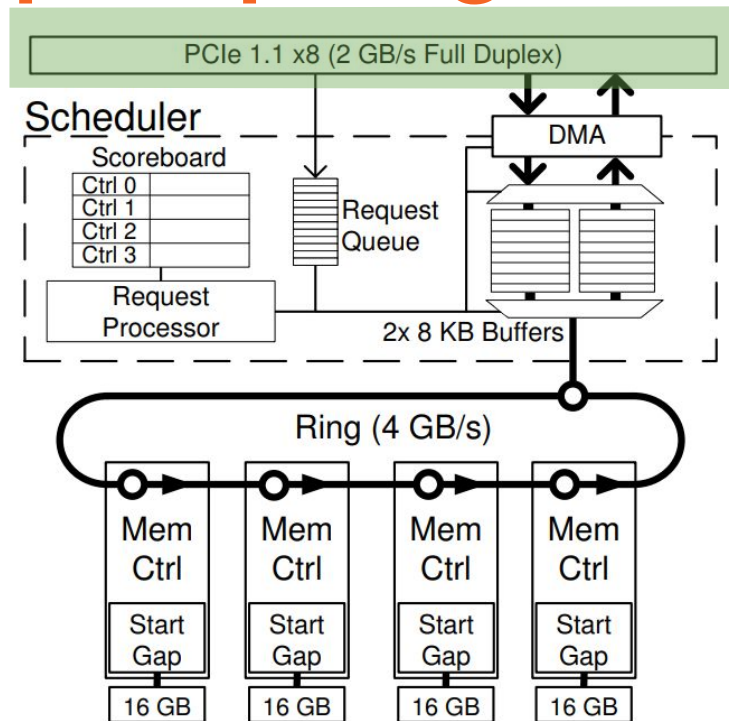 PCIe 1.1 x8 (2 GB/s Full Duplex)
Scheduler
DMA
Scoreboard
Ctrl 0
Ctrl 1
Ctrl 2
Ctrl 3
Request
Queue
Request
Processor
2x 8 KB Buffers
Ring (4 GB/s)
Mem
Ctrl
Mem
Ctrl
Mem
Ctrl
Mem
Ctrl
Start
Gap
Start
Gap
Start
Gap
Start
Gap
16 GB
16 GB
16 GB
16 GB